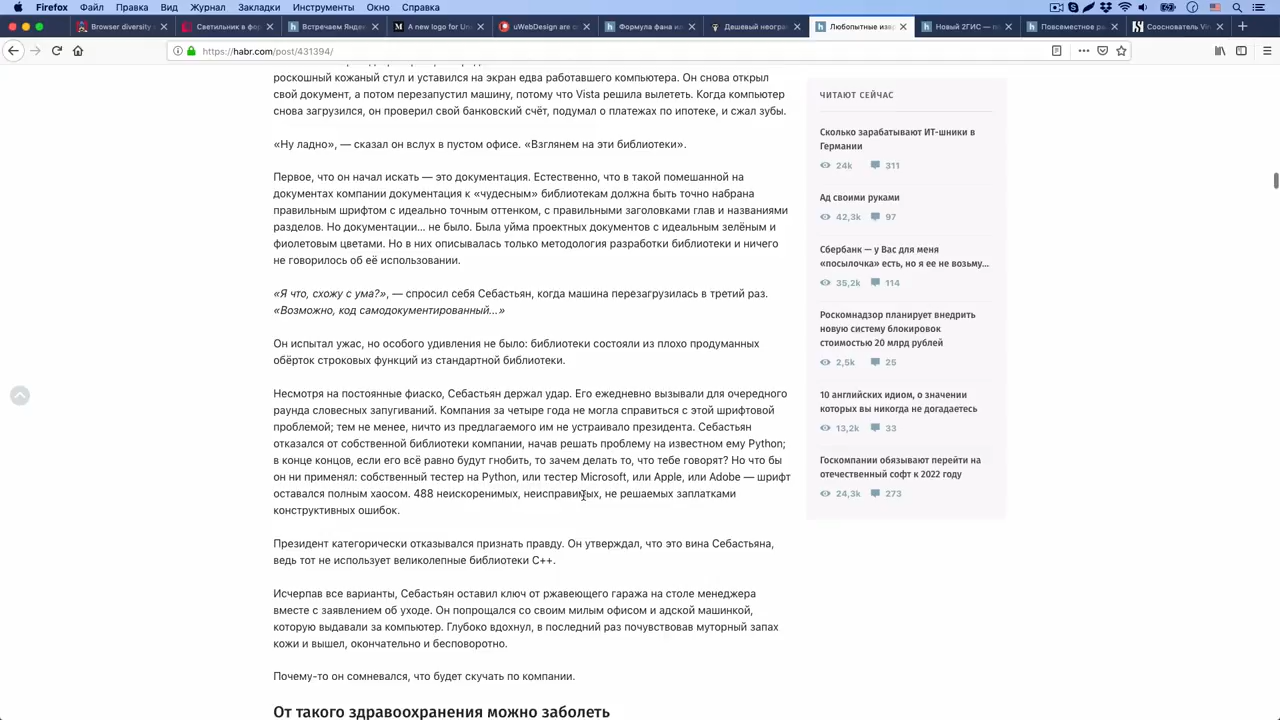 Firefox Файл Правка Вид Журнал Закладки Инструменты Окно Справка
Browser diversity
Светильник в фор
Встречаем Яндекс
A new logo for Un
uWebDesign are c
Формула фана ил
Дешевый неогра
Любопытные изв
Новый 2ГИС — п
Повсеместное р
Сооснователь Vi
https://habr.com/post/431394/
роскошный кожаный стул и уставился на экран едва работавшего компьютера. Он снова открыл
свой документ, а потом перезапустил машину, потому что Vista решила вылететь. Когда компьютер
снова загрузился, он проверил свой банковский счёт, подумал о платежах по ипотеке, и сжал зубы.
«Ну ладно», — сказал он вслух в пустом офисе. «Взглянем на эти библиотеки».
Первое, что он начал искать — это документация. Естественно, что в такой помешанной на
документах компании документация к «чудесным» библиотекам должна быть точно набрана
правильным шрифтом с идеально точным оттенком, с правильными заголовками глав и названиями
разделов. Но документации... не было. Была уйма проектных документов с идеальным зелёным и
фиолетовым цветами. Но в них описывалась только методология разработки библиотеки и ничего
не говорилось об её использовании.
«Я что, схожу с ума?», — спросил себя Себастьян, когда машина перезагрузилась в третий раз.
«Возможно, код самодокументированный...»
Он испытал ужас, но особого удивления не было: библиотеки состояли из плохо продуманных
обёрток строковых функций из стандартной библиотеки.
Несмотря на постоянные фиаско, Себастьян держал удар. Его ежедневно вызывали для очередного
раунда словесных запугиваний. Компания за четыре года не могла справиться с этой шрифтовой
проблемой; тем не менее, ничто из предлагаемого им не устраивало президента. Себастьян
отказался от собственной библиотеки компании, начав решать проблему на известном ему Python;
в конце концов, если его всё равно будут гнобить, то зачем делать то, что тебе говорят? Но что бы
он ни применял: собственный тестер на Python, или тестер Microsoft, или Apple, или Adobe — шрифт
оставался полным хаосом. 488 неискоренимых, неисправимых, не решаемых заплатками
конструктивных ошибок.
Президент категорически отказывался признать правду. Он утверждал, что это вина Себастьяна,
ведь тот не использует великолепные библиотеки C++.
Исчерпав все варианты, Себастьян оставил ключ от ржавеющего гаража на столе менеджера
вместе с заявлением об уходе. Он попрощался со своим милым офисом и адской машинкой,
которую выдавали за компьютер. Глубоко вдохнул, в последний раз почувствовав муторный запах
кожи и вышел, окончательно и бесповоротно.
Почему-то он сомневался, что будет скучать по компании.
От такого здравоохранения можно заболеть
ЧИТАЮТ СЕЙЧАС
Сколько зарабатывают ИТ-шники в
Германии
24k 311
Ад своими руками
42,3k 97
Сбербанк — у Вас для меня
«посылочка» есть, но я ее не возьму...
35,2k 114
Роскомнадзор планирует внедрить
новую систему блокировок
стоимостью 20 млрд рублей
2,5k 25
10 английских идиом, о значении
которых вы никогда не догадаетесь
13,2k 33
Госкомпании обязывают перейти на
отечественный софт к 2022 году
24,3k 273